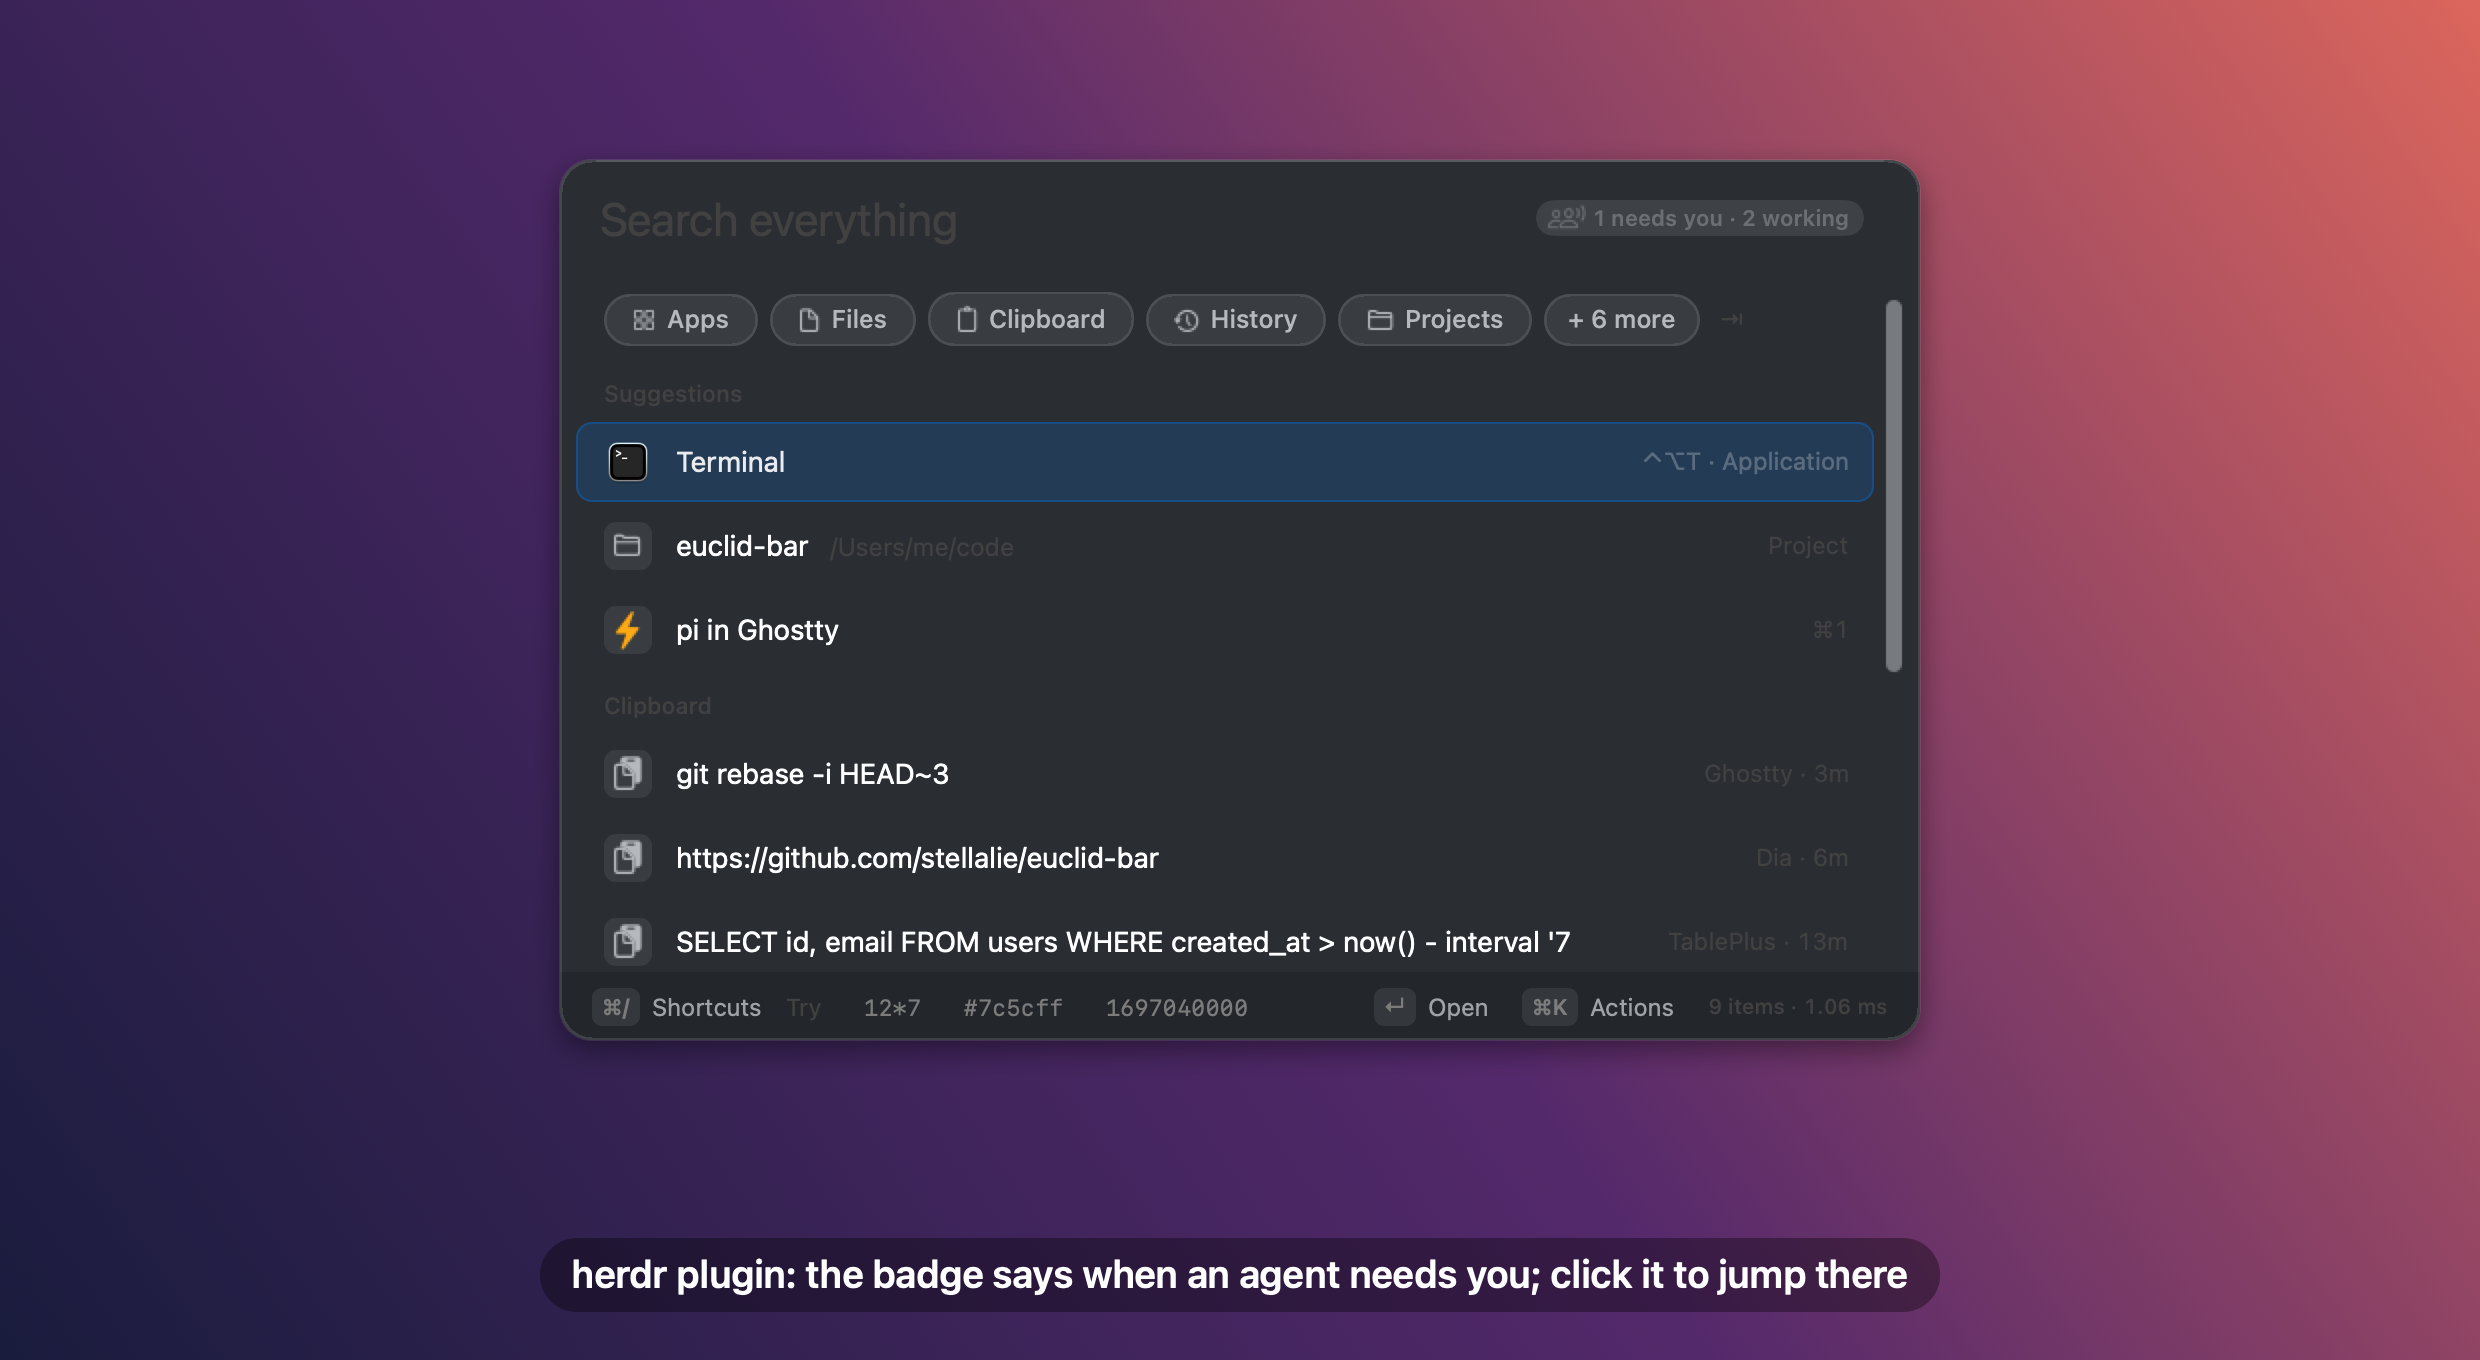 Search everything
1 needs you · 2 working
Apps
Files
Clipboard
History
Projects
+ 6 more
Suggestions
Terminal
^⌥T · Application
euclid-bar /Users/me/code
Project
pi in Ghostty
⌘1
Clipboard
git rebase -i HEAD~3
Ghostty · 3m
https://github.com/stellalie/euclid-bar
Dia · 6m
SELECT id, email FROM users WHERE created_at > now() - interval '7
TablePlus · 13m
⌘/ Shortcuts Try 12*7 #7c5cff 1697040000
↵ Open ⌘K Actions 9 items · 1.06 ms
herdr plugin: the badge says when an agent needs you; click it to jump there